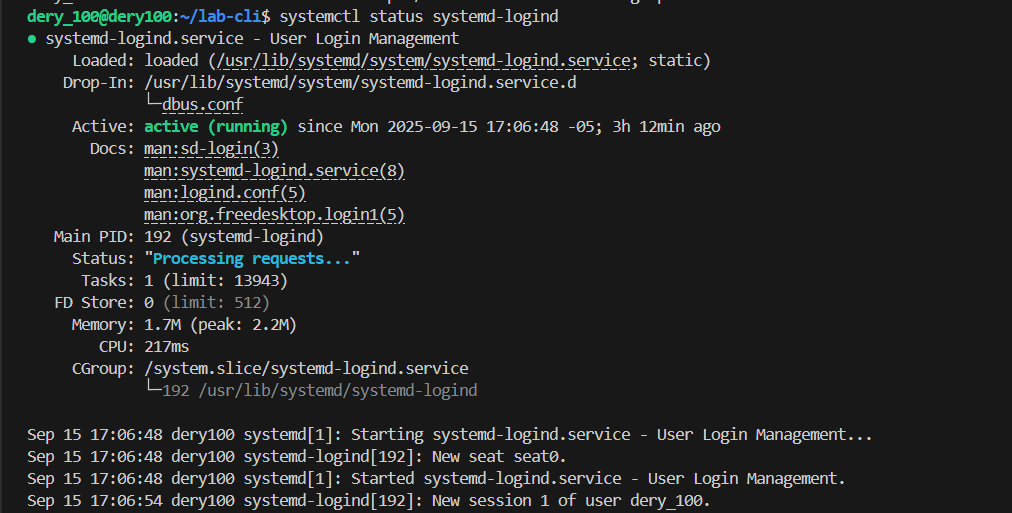 dery_100@dery100:~/lab-cli$ systemctl status systemd-logind
● systemd-logind.service - User Login Management
     Loaded: loaded (/usr/lib/systemd/system/systemd-logind.service; static)
    Drop-In: /usr/lib/systemd/system/systemd-logind.service.d
             └─dbus.conf
     Active: active (running) since Mon 2025-09-15 17:06:48 -05; 3h 12min ago
       Docs: man:sd-login(3)
             man:systemd-logind.service(8)
             man:logind.conf(5)
             man:org.freedesktop.login1(5)
   Main PID: 192 (systemd-logind)
     Status: "Processing requests..."
      Tasks: 1 (limit: 13943)
   FD Store: 0 (limit: 512)
     Memory: 1.7M (peak: 2.2M)
        CPU: 217ms
     CGroup: /system.slice/systemd-logind.service
             └─192 /usr/lib/systemd/systemd-logind

Sep 15 17:06:48 dery100 systemd[1]: Starting systemd-logind.service - User Login Management...
Sep 15 17:06:48 dery100 systemd-logind[192]: New seat seat0.
Sep 15 17:06:48 dery100 systemd[1]: Started systemd-logind.service - User Login Management.
Sep 15 17:06:54 dery100 systemd-logind[192]: New session 1 of user dery_100.